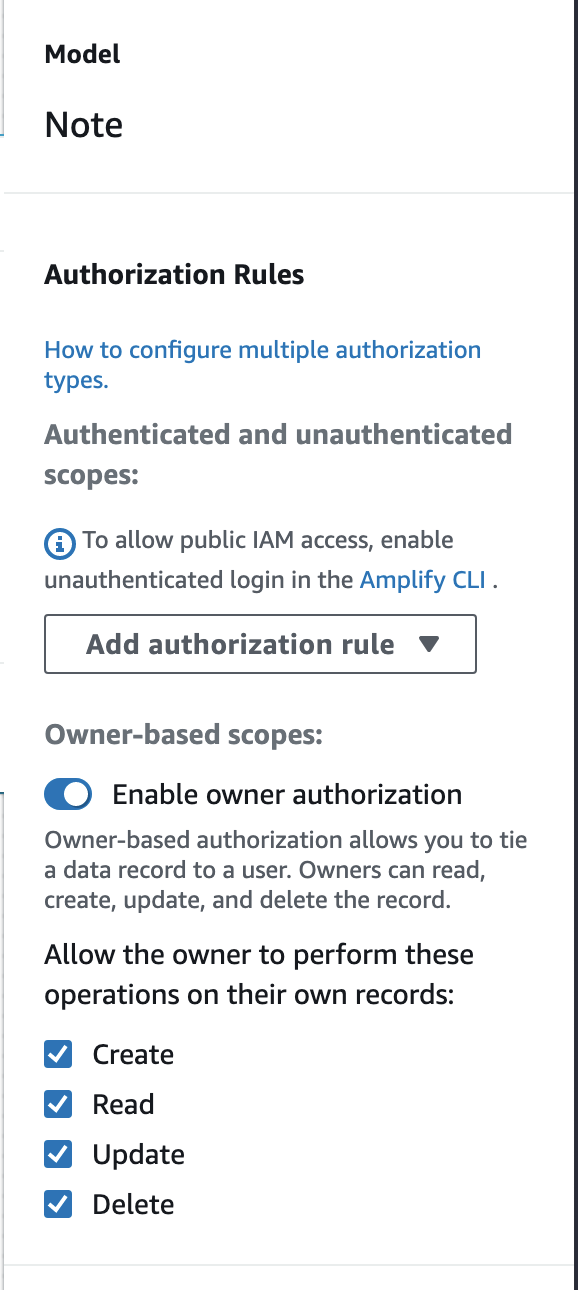 Model
Note
Authorization Rules
How to configure multiple authorization
types.
Authenticated and unauthenticated
scopes:
To allow public IAM access, enable
unauthenticated login in the Amplify CLI .
Add authorization rule
Owner-based scopes:
Enable owner authorization
Owner-based authorization allows you to tie
a data record to a user. Owners can read,
create, update, and delete the record.
Allow the owner to perform these
operations on their own records:
Create
Read
Update
Delete